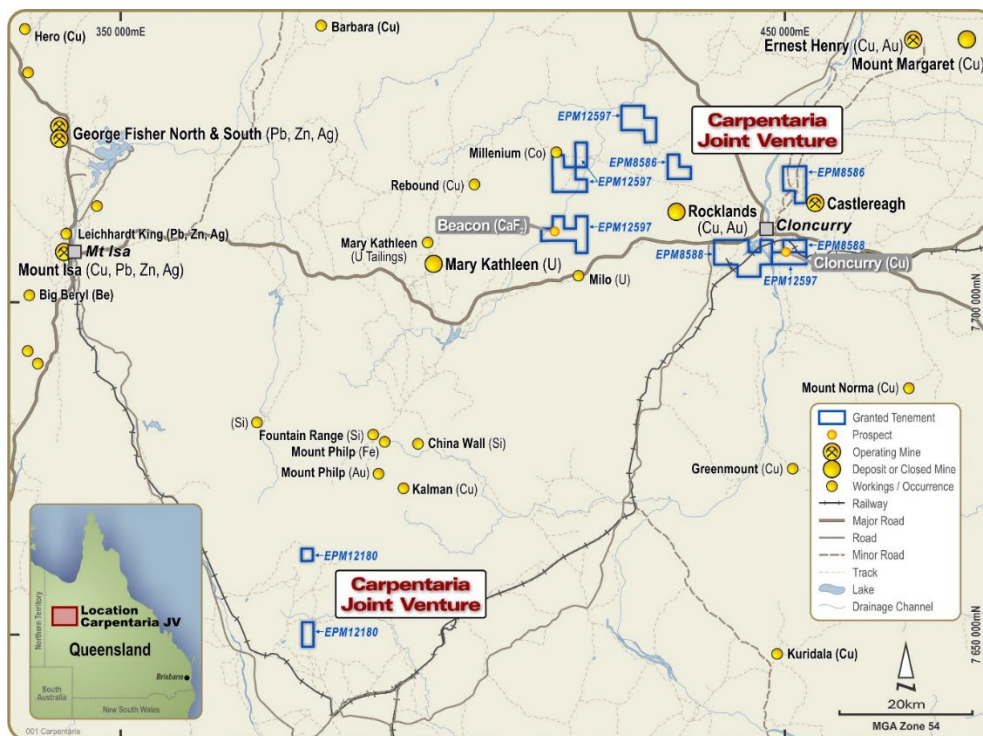 350 000mE
450 000mE
Hero (Cu)
Barbara (Cu)
Ernest Henry (Cu, Au)
Mount Margaret (Cu)
George Fisher North & South (Pb, Zn, Ag)
EPM12597
Carpentaria
Joint Venture
Millenium (Co)
EPM8586
EPM12597
EPM8586
Rebound (Cu)
Castlereagh
Rocklands
(Cu, Au)
Cloncurry
Beacon (CaF2)
EPM12597
Leichhardt King (Pb, Zn, Ag)
Mt Isa
Mount Isa (Cu, Pb, Zn, Ag)
Mary Kathleen
(U Tailings)
Mary Kathleen (U)
EPM8588
EPM8588
Cloncurry (Cu)
EPM12597
Milo (U)
Big Beryl (Be)
7 700 000mN
Mount Norma (Cu)
(Si)
Fountain Range (Si)
Mount Philp (Fe)
China Wall (Si)
Mount Philp (Au)
Kalman (Cu)
Greenmount (Cu)
Granted Tenement
Prospect
Operating Mine
Deposit or Closed Mine
Workings / Occurrence
Railway
Major Road
Road
Minor Road
Track
Lake
Drainage Channel
EPM12180
Carpentaria
Joint Venture
EPM12180
Kuridala (Cu)
7 650 000mN
Northern Territory
Location
Carpentaria JV
Queensland
Brisbane
South
Australia
New South Wales
N
20km
MGA Zone 54
001 Carpentaria